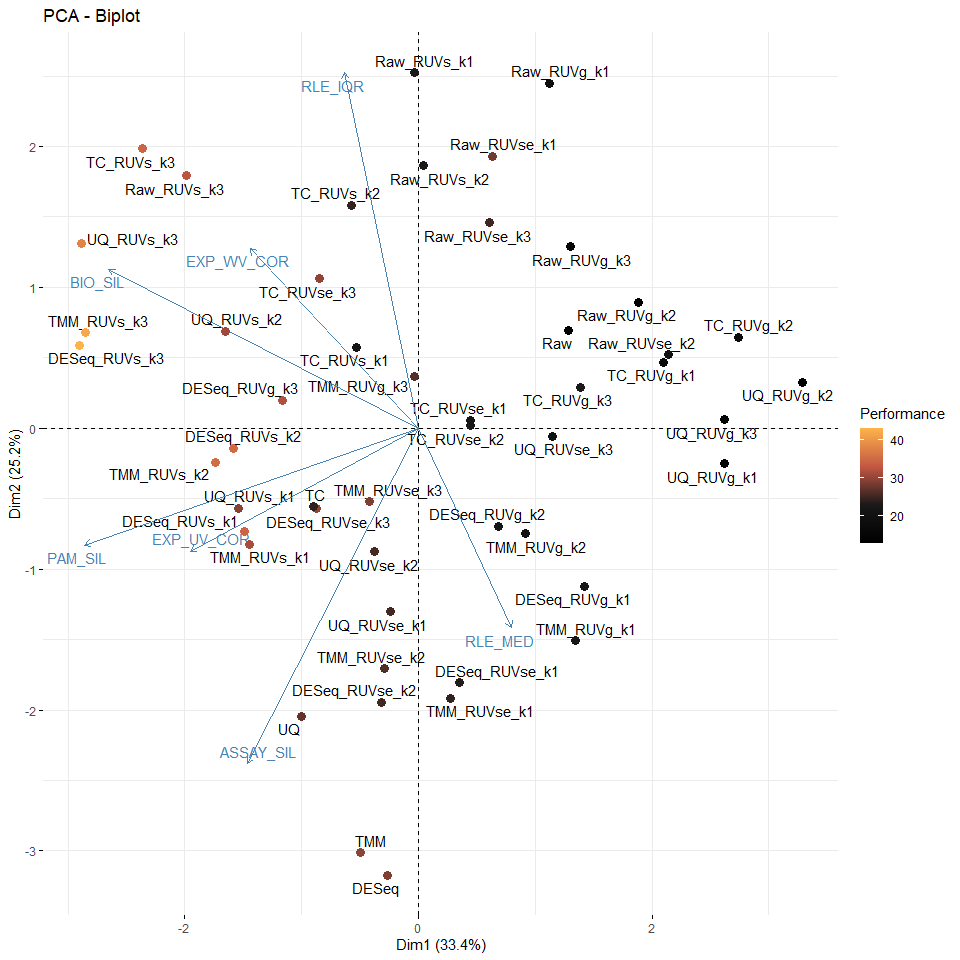 PCA - Biplot
Raw_RUVs_k1
Raw_RUVg_k1
RLE_IQR
Raw_RUVse_k1
TC_RUVs_k3
Raw_RUVs_k2
Raw_RUVs_k3
TC_RUVs_k2
UQ_RUVs_k3
Raw_RUVse_k3
EXP_WV_COR
Raw_RUVg_k3
BIO_SIL
TC_RUVse_k3
Raw_RUVg_k2
TMM_RUVs_k3
UQ_RUVs_k2
TC_RUVg_k2
Raw
Raw_RUVse_k2
DESeq_RUVs_k3
TC_RUVs_k1
TC_RUVg_k1
DESeq_RUVg_k3
TMM_RUVg_k3
UQ_RUVg_k2
TC_RUVg_k3
TC_RUVse_k1
DESeq_RUVs_k2
TC_RUVse_k2
UQ_RUVg_k3
UQ_RUVse_k3
TMM_RUVs_k2
UQ_RUVg_k1
UQ_RUVs_k1
TC
TMM_RUVse_k3
DESeq_RUVs_k1
DESeq_RUVse_k3
DESeq_RUVg_k2
EXP_UV_COR
TMM_RUVg_k2
PAM_SIL
TMM_RUVs_k1
UQ_RUVse_k2
DESeq_RUVg_k1
UQ_RUVse_k1
TMM_RUVg_k1
RLE_MED
TMM_RUVse_k2
DESeq_RUVse_k1
DESeq_RUVse_k2
TMM_RUVse_k1
UQ
ASSAY_SIL
TMM
DESeq
2
1
0
-1
-2
-3
Dim2 (25.2%)
-2
0
2
Dim1 (33.4%)
Performance
40
30
20